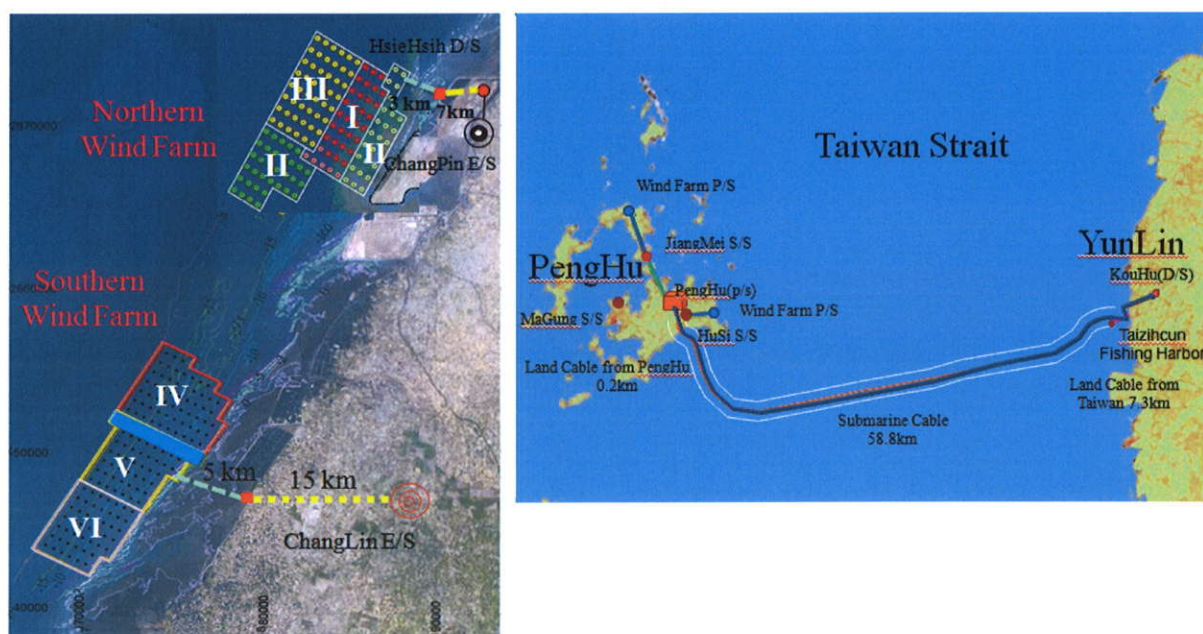 HsieHsih D/S
III
Northern
Wind Farm
I
3 km
7km
II
II
ChangPin E/S
Southern
Wind Farm
IV
V
5 km
15 km
VI
ChangLin E/S
Taiwan Strait
Wind Farm P/S
JiangMei S/S
PengHu
PengHu(p/s)
MaGung S/S
Wind Farm P/S
HuSi S/S
Land Cable from PengHu
0.2km
YunLin
KouHu(D/S)
Taizihcun
Fishing Harbor
Land Cable from
Taiwan 7.3km
Submarine Cable
58.8km